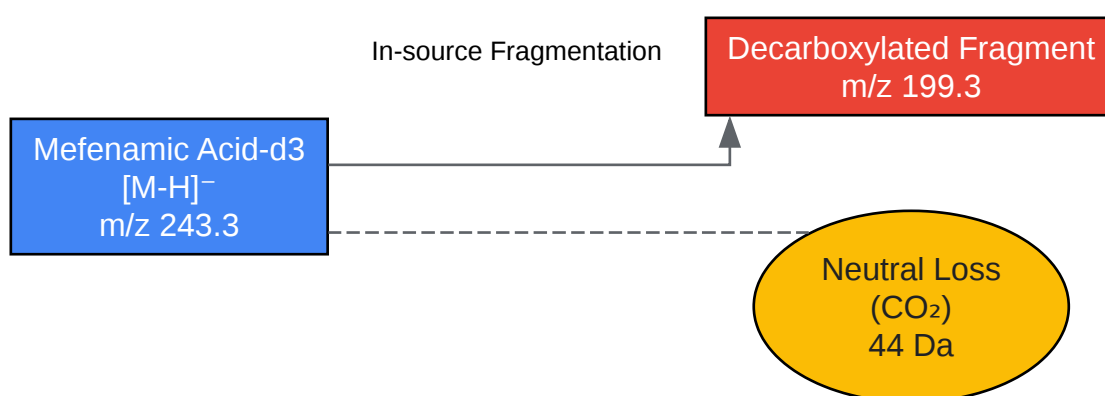 In-source Fragmentation
Decarboxylated Fragment
m/z 199.3
Mefenamic Acid-d3
[M-H]⁻
m/z 243.3
Neutral Loss
(CO₂)
44 Da